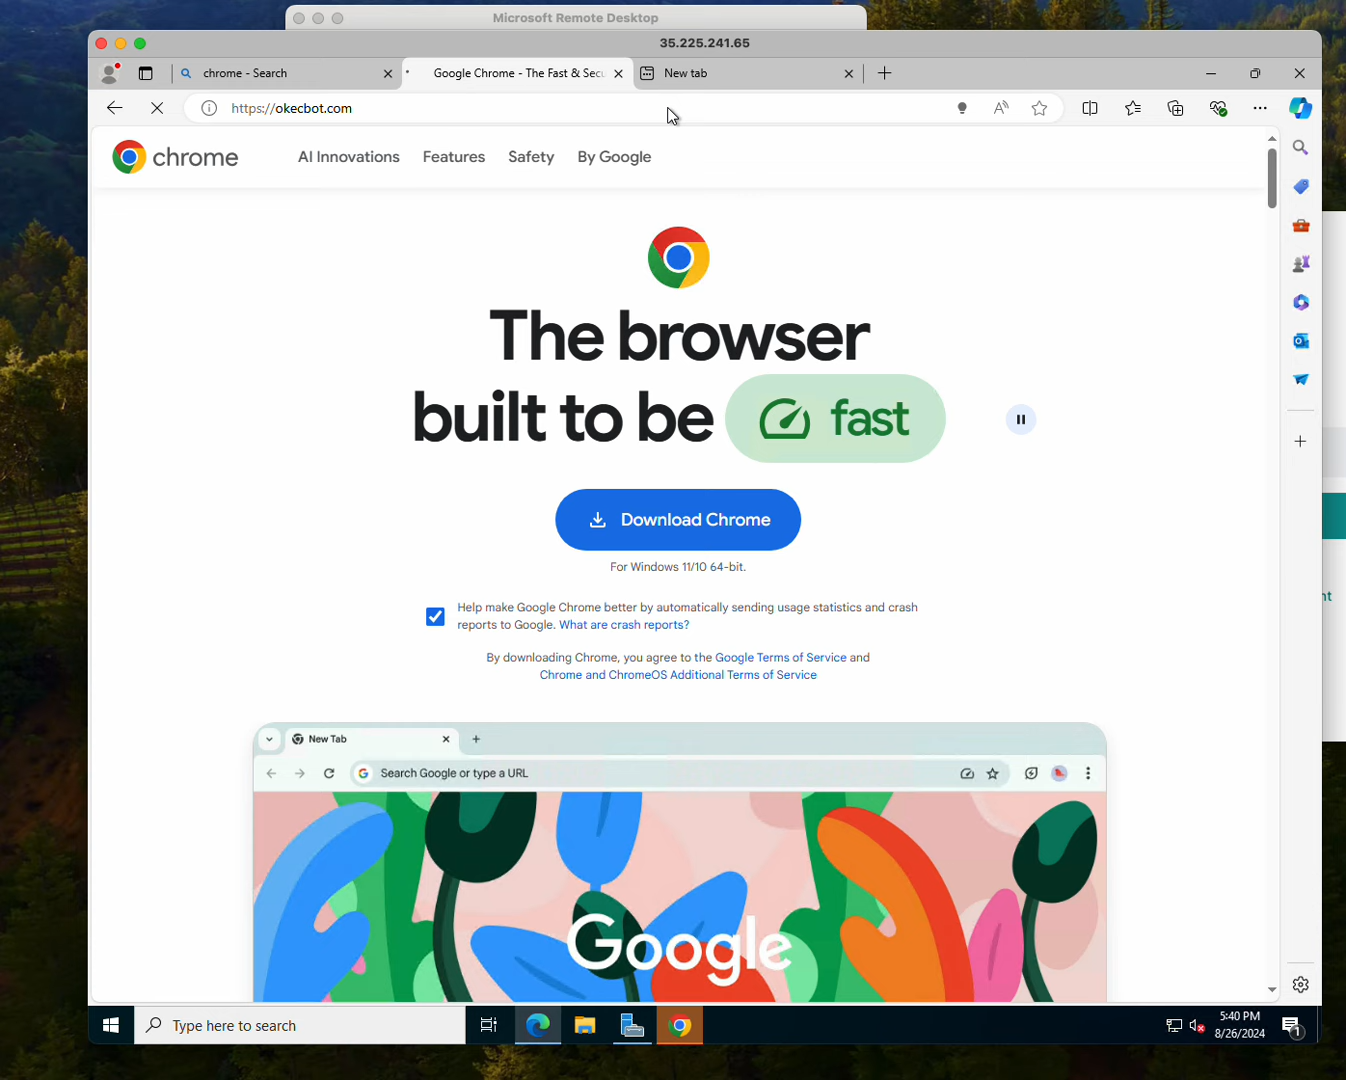 Microsoft Remote Desktop
35.225.241.65
chrome - Search
Google Chrome - The Fast & Secu
New tab
https://okecbot.com
chrome
AI Innovations
Features
Safety
By Google
The browser
built to be fast
Download Chrome
For Windows 11/10 64-bit.
Help make Google Chrome better by automatically sending usage statistics and crash
reports to Google. What are crash reports?
By downloading Chrome, you agree to the Google Terms of Service and
Chrome and ChromeOS Additional Terms of Service
New Tab
Search Google or type a URL
Google
nt
Type here to search
5:40 PM
8/26/2024
1